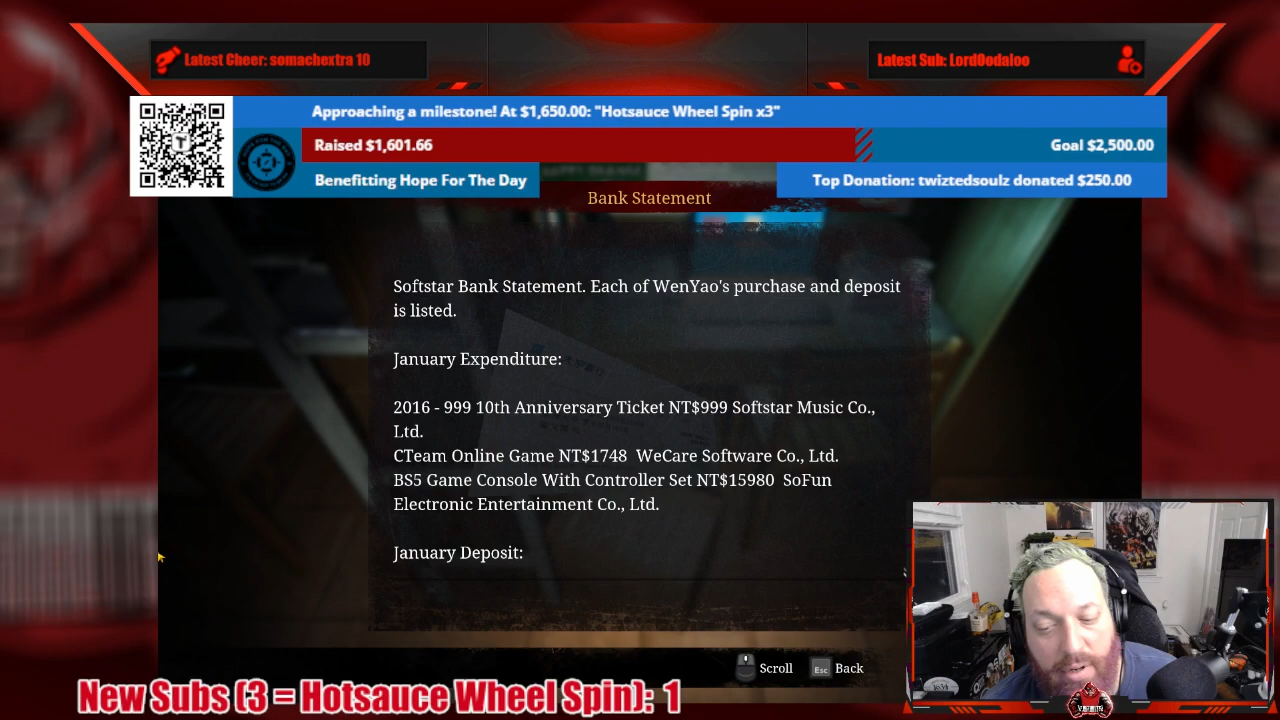 Latest Cheer: somachextra 10
Latest Sub: LordOodaloo
Approaching a milestone! At $1,650.00: "Hotsauce Wheel Spin x3"
Raised $1,601.66
Goal $2,500.00
Benefitting Hope For The Day
Top Donation: twiztedsoulz donated $250.00
Bank Statement
Softstar Bank Statement. Each of WenYao's purchase and deposit
is listed.
January Expenditure:
2016 - 999 10th Anniversary Ticket NT$999 Softstar Music Co.,
Ltd.
CTeam Online Game NT$1748 WeCare Software Co., Ltd.
BS5 Game Console With Controller Set NT$15980 SoFun
Electronic Entertainment Co., Ltd.
January Deposit:
Scroll
Esc Back
New Subs (3 = Hotsauce Wheel Spin): 1